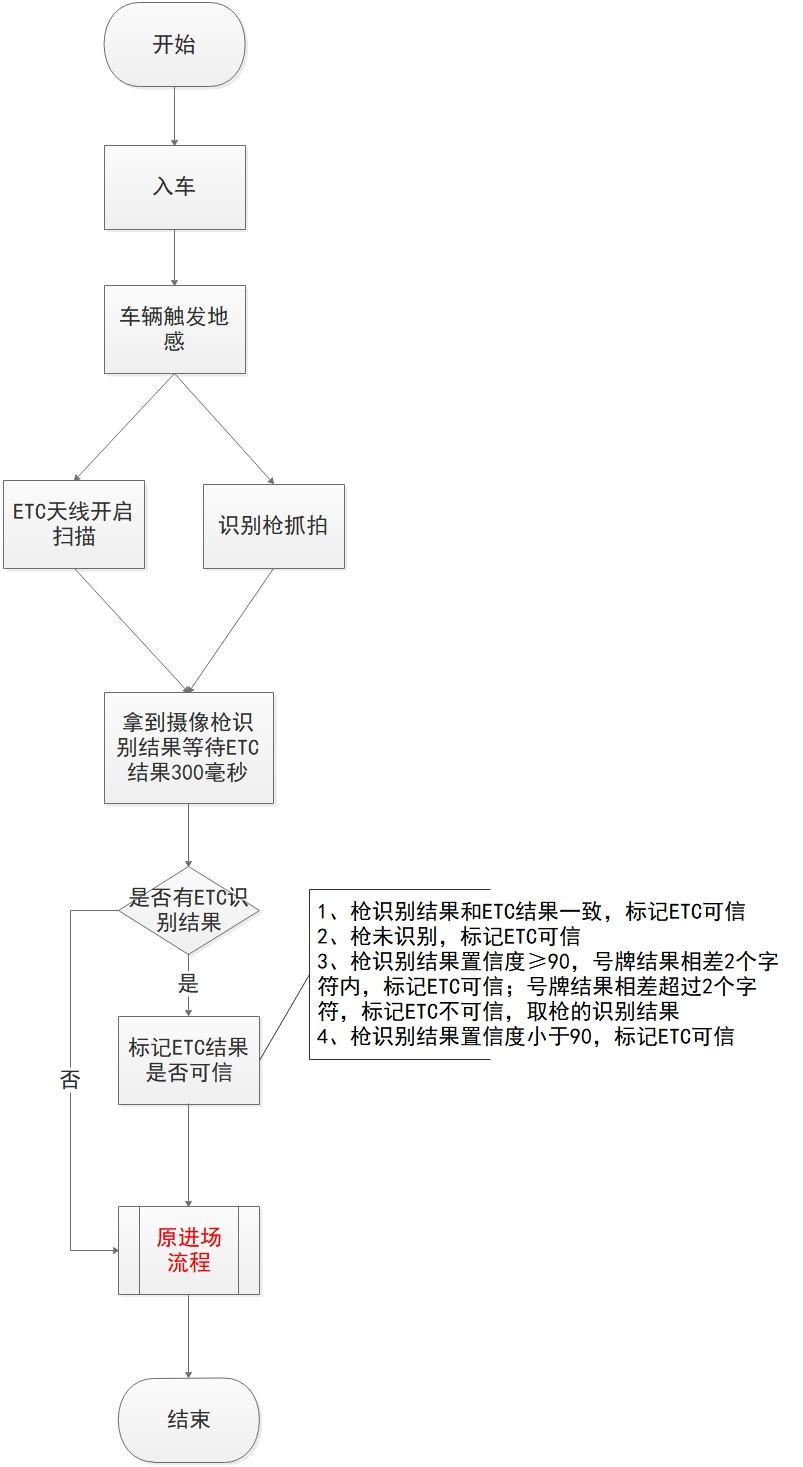 开始
入车
车辆触发地
感
ETC天线开启
扫描
识别枪抓拍
拿到摄像枪识
别结果等待ETC
结果300毫秒
是否有ETC识
别结果
1、枪识别结果和ETC结果一致，标记ETC可信
2、枪未识别，标记ETC可信
3、枪识别结果置信度≥90，号牌结果相差2个字
符内，标记ETC可信；号牌结果相差超过2个字
符，标记ETC不可信，取枪的识别结果
4、枪识别结果置信度小于90，标记ETC可信
是
标记ETC结果
是否可信
否
原进场
流程
结束